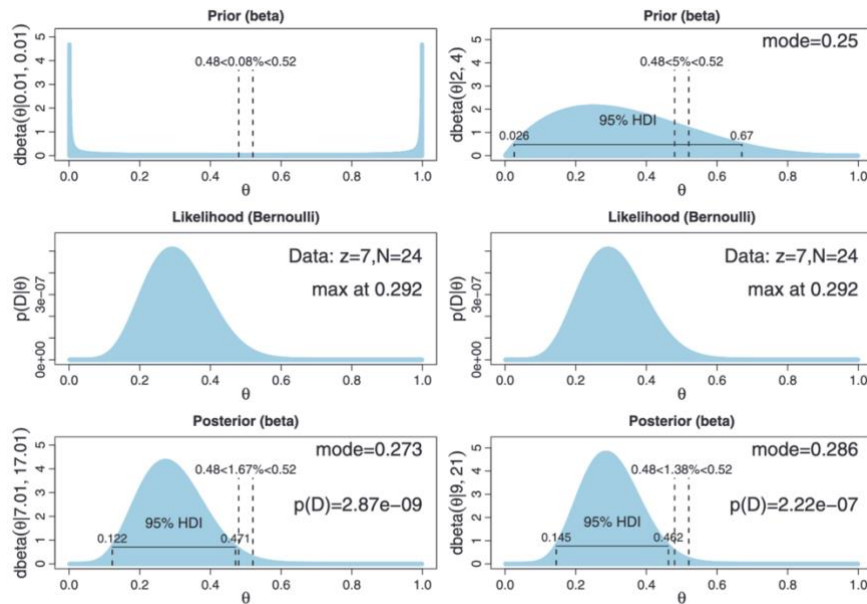 Prior (beta)
dbeta(θ|0.01, 0.01)
0 1 2 3 4 5
0.48<0.08%<0.52
0.0 0.2 0.4 0.6 0.8 1.0
θ
Prior (beta)
dbeta(θ|2, 4)
0 1 2 3 4 5
mode=0.25
0.48<5%<0.52
95% HDI
0.026 0.67
0.0 0.2 0.4 0.6 0.8 1.0
θ
Likelihood (Bernoulli)
p(D|θ)
0e+00 3e-07
Data: z=7,N=24
max at 0.292
0.0 0.2 0.4 0.6 0.8 1.0
θ
Likelihood (Bernoulli)
p(D|θ)
0e+00 3e-07
Data: z=7,N=24
max at 0.292
0.0 0.2 0.4 0.6 0.8 1.0
θ
Posterior (beta)
dbeta(θ|7.01, 17.01)
0 1 2 3 4 5
mode=0.273
0.48<1.67%<0.52
p(D)=2.87e-09
95% HDI
0.122 0.471
0.0 0.2 0.4 0.6 0.8 1.0
θ
Posterior (beta)
dbeta(θ|9, 21)
0 1 2 3 4 5
mode=0.286
0.48<1.38%<0.52
p(D)=2.22e-07
95% HDI
0.145 0.462
0.0 0.2 0.4 0.6 0.8 1.0
θ